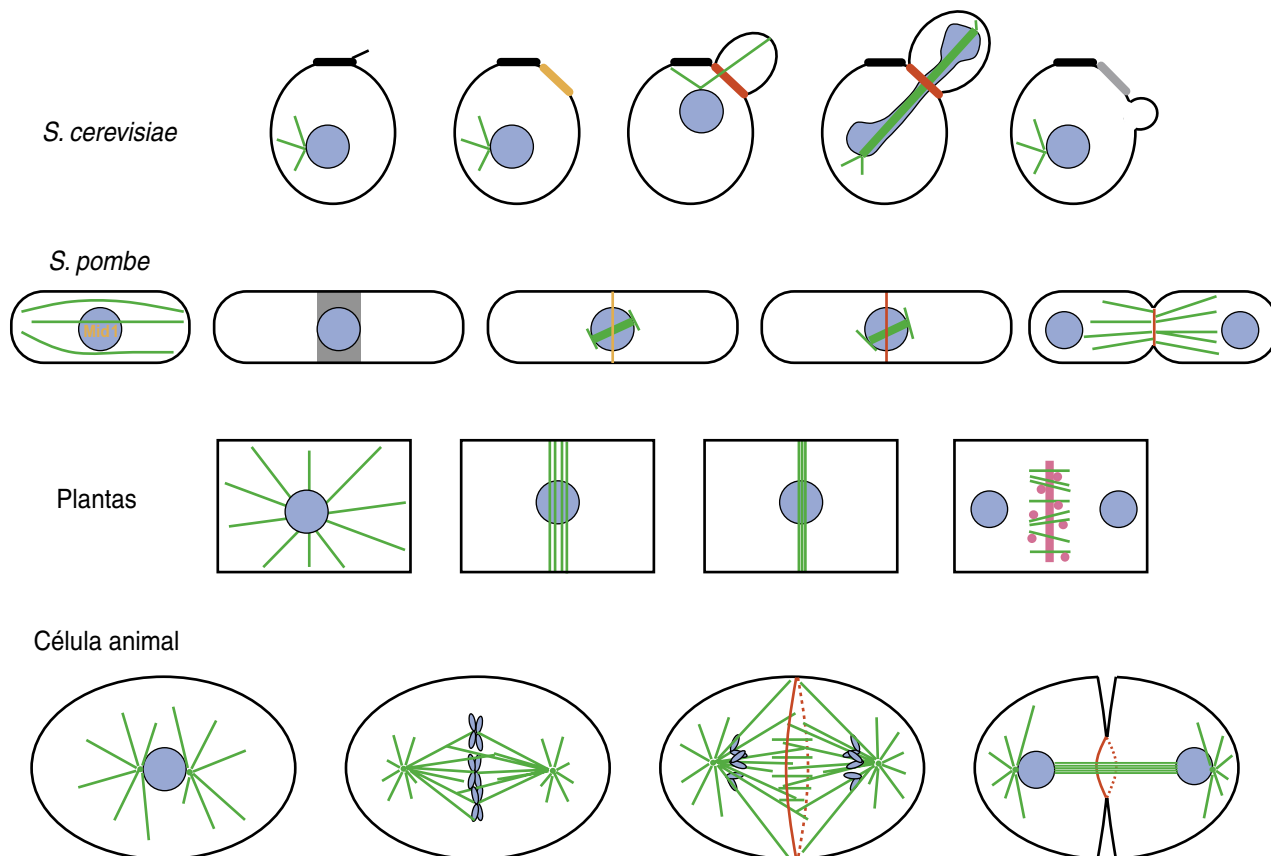 S. cerevisiae
S. pombe
Mid1
Plantas
Célula animal